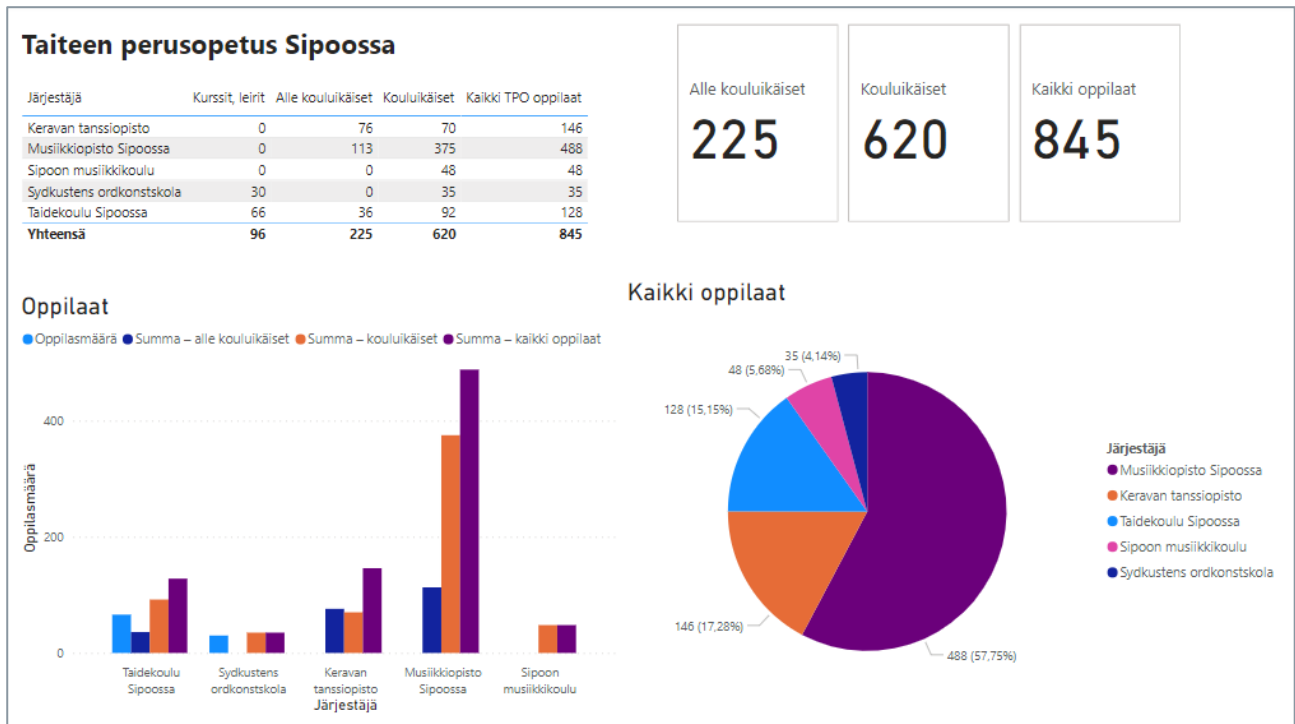 Taiteen perusopetus Sipoossa
Järjestäjä Kurssit, leirit Alle kouluikäiset Kouluikäiset Kaikki TPO oppilaat
Keravan tanssiopisto 0 76 70 146
Musiikkiopisto Sipoossa 0 113 375 488
Sipoon musiikkikoulu 0 0 48 48
Sydkustens ordkonstskola 30 0 35 35
Taidekoulu Sipoossa 66 36 92 128
Yhteensä 96 225 620 845
Alle kouluikäiset
225
Kouluikäiset
620
Kaikki oppilaat
845
Oppilaat
Oppilasmäärä Summa – alle kouluikäiset Summa – kouluikäiset Summa – kaikki oppilaat
Oppilasmäärä
400
200
0
Taidekoulu
Sipoossa
Sydkustens
ordkonstskola
Keravan
tanssiopisto
Musiikkiopisto
Sipoossa
Sipoon
musiikkikoulu
Järjestäjä
Kaikki oppilaat
35 (4,14%)
48 (5,68%)
128 (15,15%)
146 (17,28%)
488 (57,75%)
Järjestäjä
Musiikkiopisto Sipoossa
Keravan tanssiopisto
Taidekoulu Sipoossa
Sipoon musiikkikoulu
Sydkustens ordkonstskola